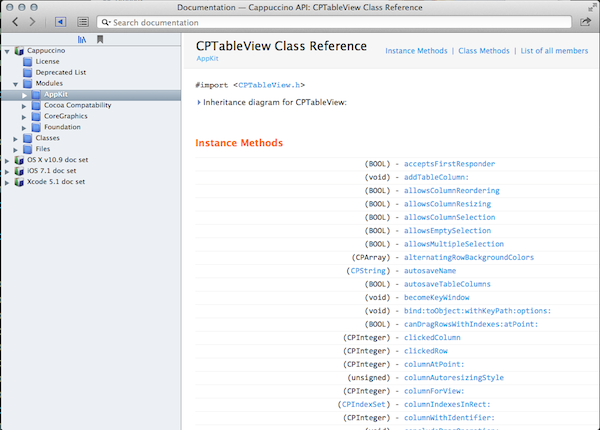 Documentation — Cappuccino API: CPTableView Class Reference
Search documentation
Cappuccino
License
Deprecated List
Modules
AppKit
Cocoa Compatability
CoreGraphics
Foundation
Classes
Files
OS X v10.9 doc set
iOS 7.1 doc set
Xcode 5.1 doc set
CPTableView Class Reference
AppKit
Instance Methods | Class Methods | List of all members
#import <CPTableView.h>
Inheritance diagram for CPTableView:
Instance Methods
(BOOL) - acceptsFirstResponder
(void) - addTableColumn:
(BOOL) - allowsColumnReordering
(BOOL) - allowsColumnResizing
(BOOL) - allowsColumnSelection
(BOOL) - allowsEmptySelection
(BOOL) - allowsMultipleSelection
(CPArray) - alternatingRowBackgroundColors
(CPString) - autosaveName
(BOOL) - autosaveTableColumns
(void) - becomeKeyWindow
(void) - bind:toObject:withKeyPath:options:
(BOOL) - canDragRowsWithIndexes:atPoint:
(CPInteger) - clickedColumn
(CPInteger) - clickedRow
(CPInteger) - columnAtPoint:
(unsigned) - columnAutoresizingStyle
(CPInteger) - columnForView:
(CPIndexSet) - columnIndexesInRect:
(CPInteger) - columnWithIdentifier: